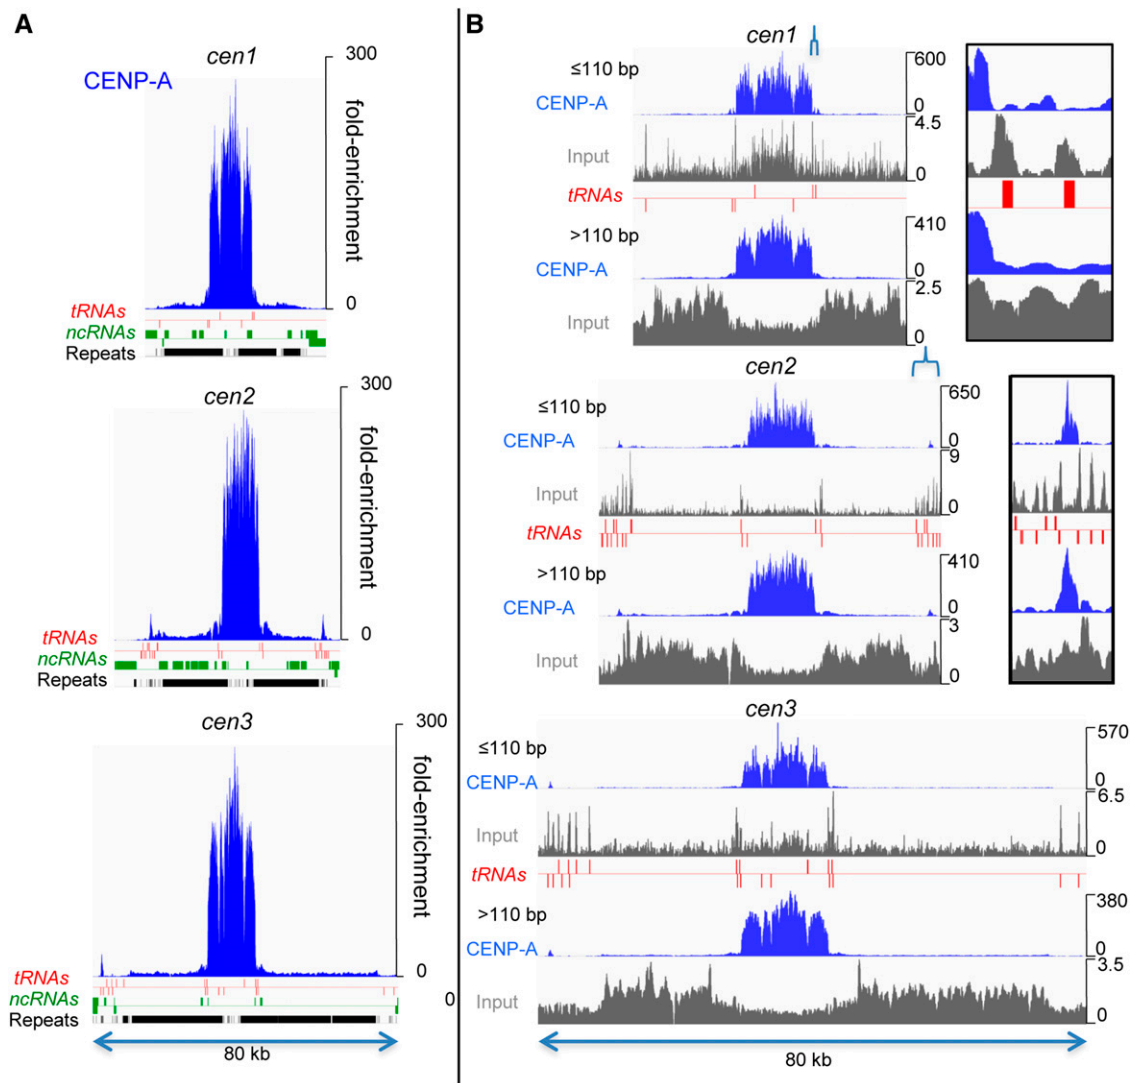 A
cen1
300
CENP-A
fold-enrichment
0
tRNAs
ncRNAs
Repeats
cen2
300
fold-enrichment
0
tRNAs
ncRNAs
Repeats
cen3
300
fold-enrichment
0
tRNAs
ncRNAs
0
Repeats
80 kb
B
cen1
≤110 bp
600
CENP-A
0
4.5
Input
0
tRNAs
>110 bp
410
CENP-A
0
2.5
Input
0
cen2
≤110 bp
650
CENP-A
0
9
Input
0
tRNAs
>110 bp
410
CENP-A
0
3
Input
0
cen3
≤110 bp
570
CENP-A
0
6.5
Input
0
tRNAs
>110 bp
380
CENP-A
0
3.5
Input
0
80 kb